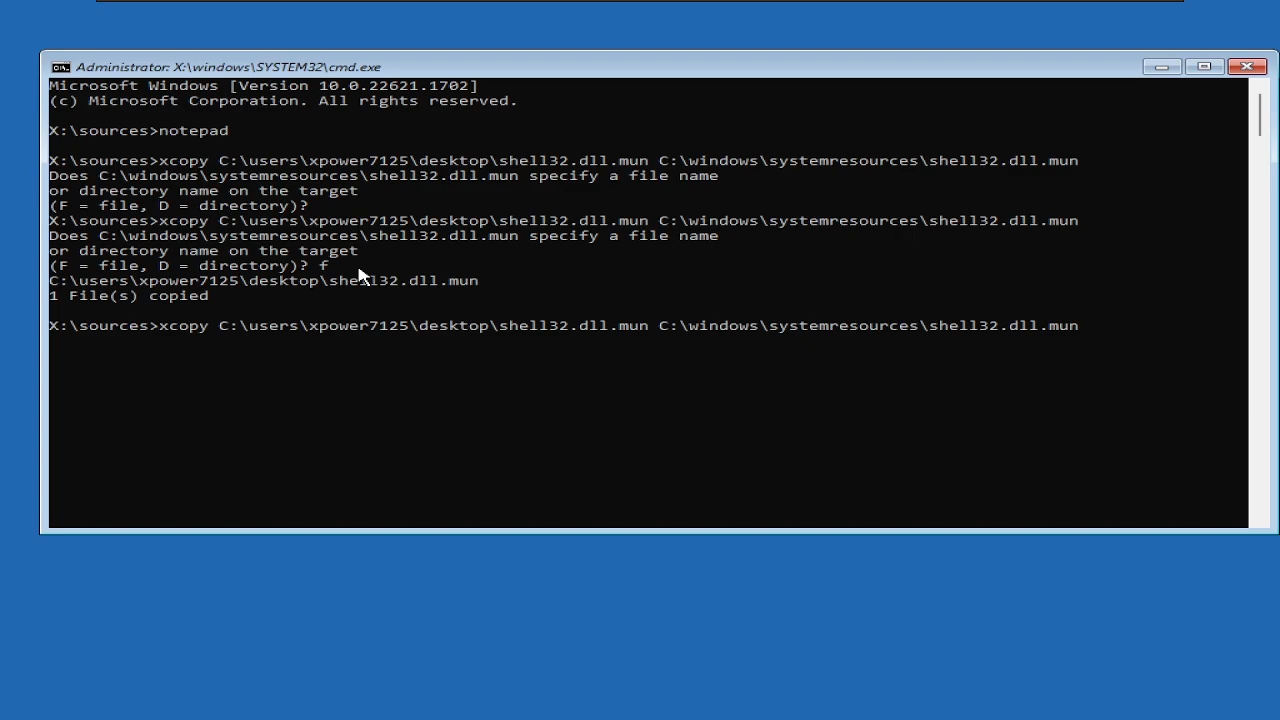 Administrator: X:\windows\SYSTEM32\cmd.exe
Microsoft Windows [Version 10.0.22621.1702]
(c) Microsoft Corporation. All rights reserved.
X:\sources>notepad
X:\sources>xcopy C:\users\xpower7125\desktop\shell32.dll.mun C:\windows\systemresources\shell32.dll.mun
Does C:\windows\systemresources\shell32.dll.mun specify a file name
or directory name on the target
(F = file, D = directory)?
X:\sources>xcopy C:\users\xpower7125\desktop\shell32.dll.mun C:\windows\systemresources\shell32.dll.mun
Does C:\windows\systemresources\shell32.dll.mun specify a file name
or directory name on the target
(F = file, D = directory)? f
C:\users\xpower7125\desktop\shell32.dll.mun
1 File(s) copied
X:\sources>xcopy C:\users\xpower7125\desktop\shell32.dll.mun C:\windows\systemresources\shell32.dll.mun